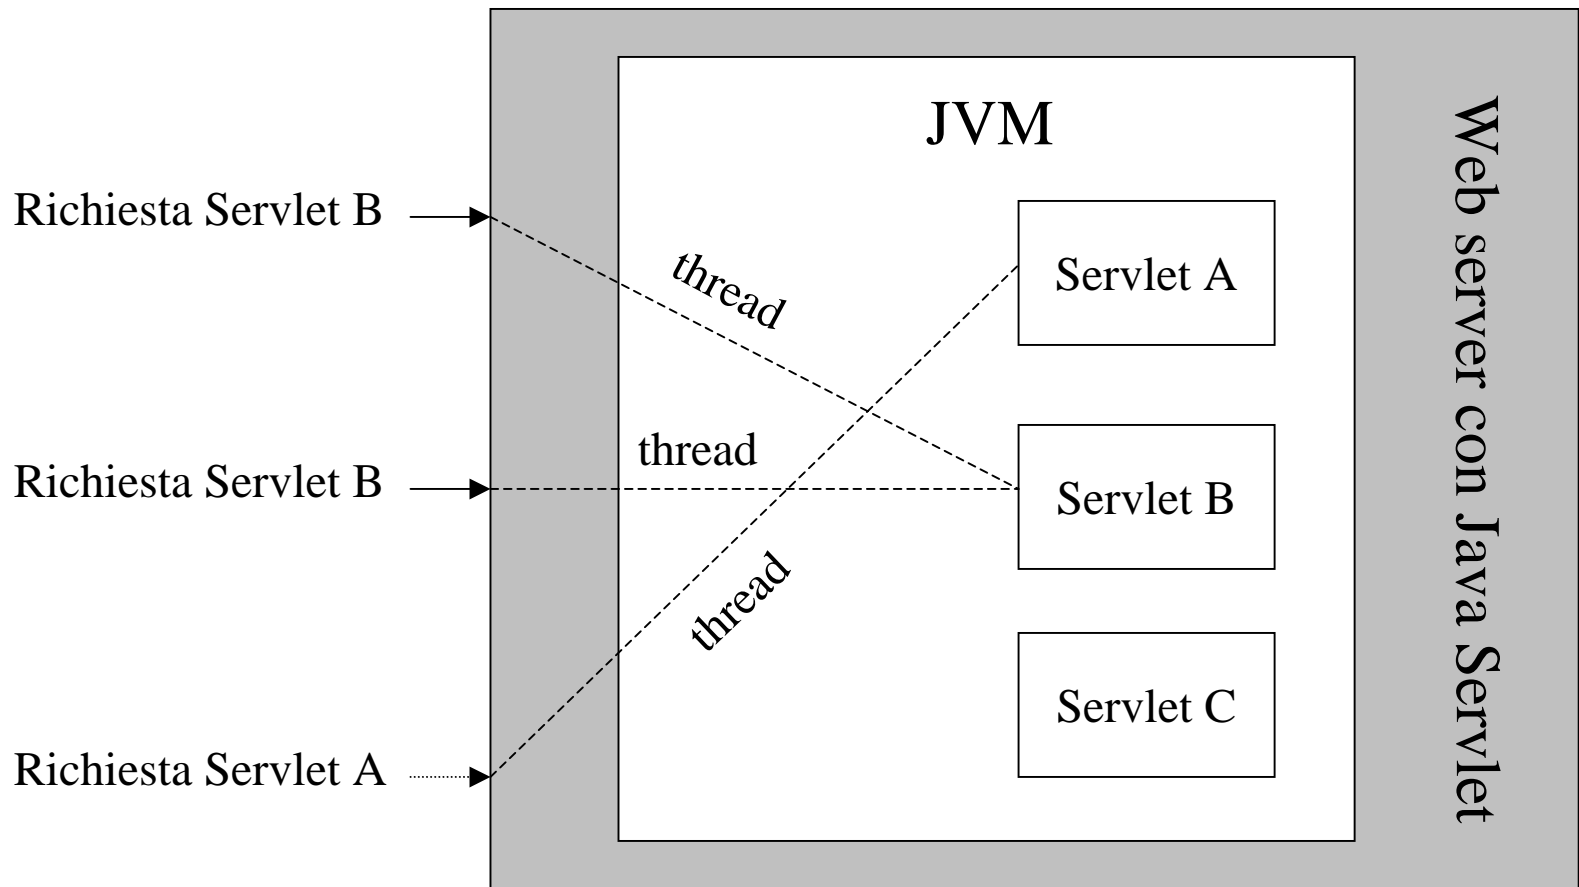 JVM
Richiesta Servlet B
thread
Servlet A
Richiesta Servlet B
thread
Servlet B
thread
Richiesta Servlet A
Servlet C
Web server con Java Servlet